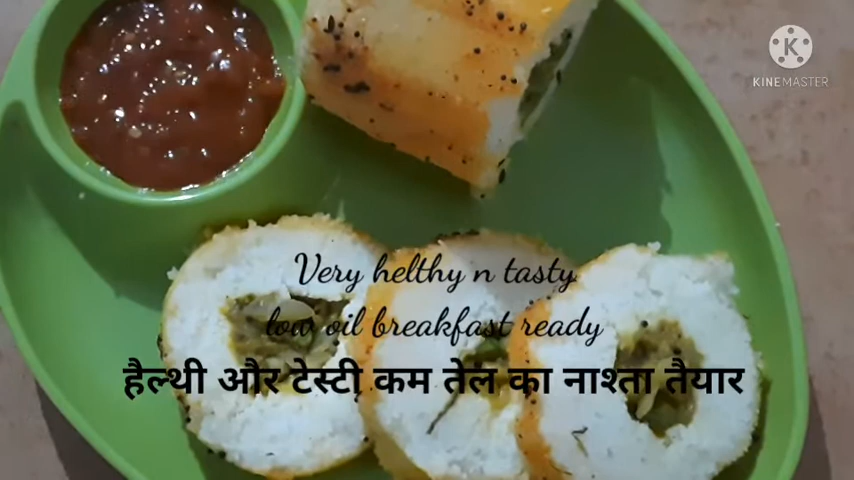 KINEMASTER
Very helthy n tasty
low oil breakfast ready
हैल्थी और टेस्टी कम तेल का नाश्ता तैयार